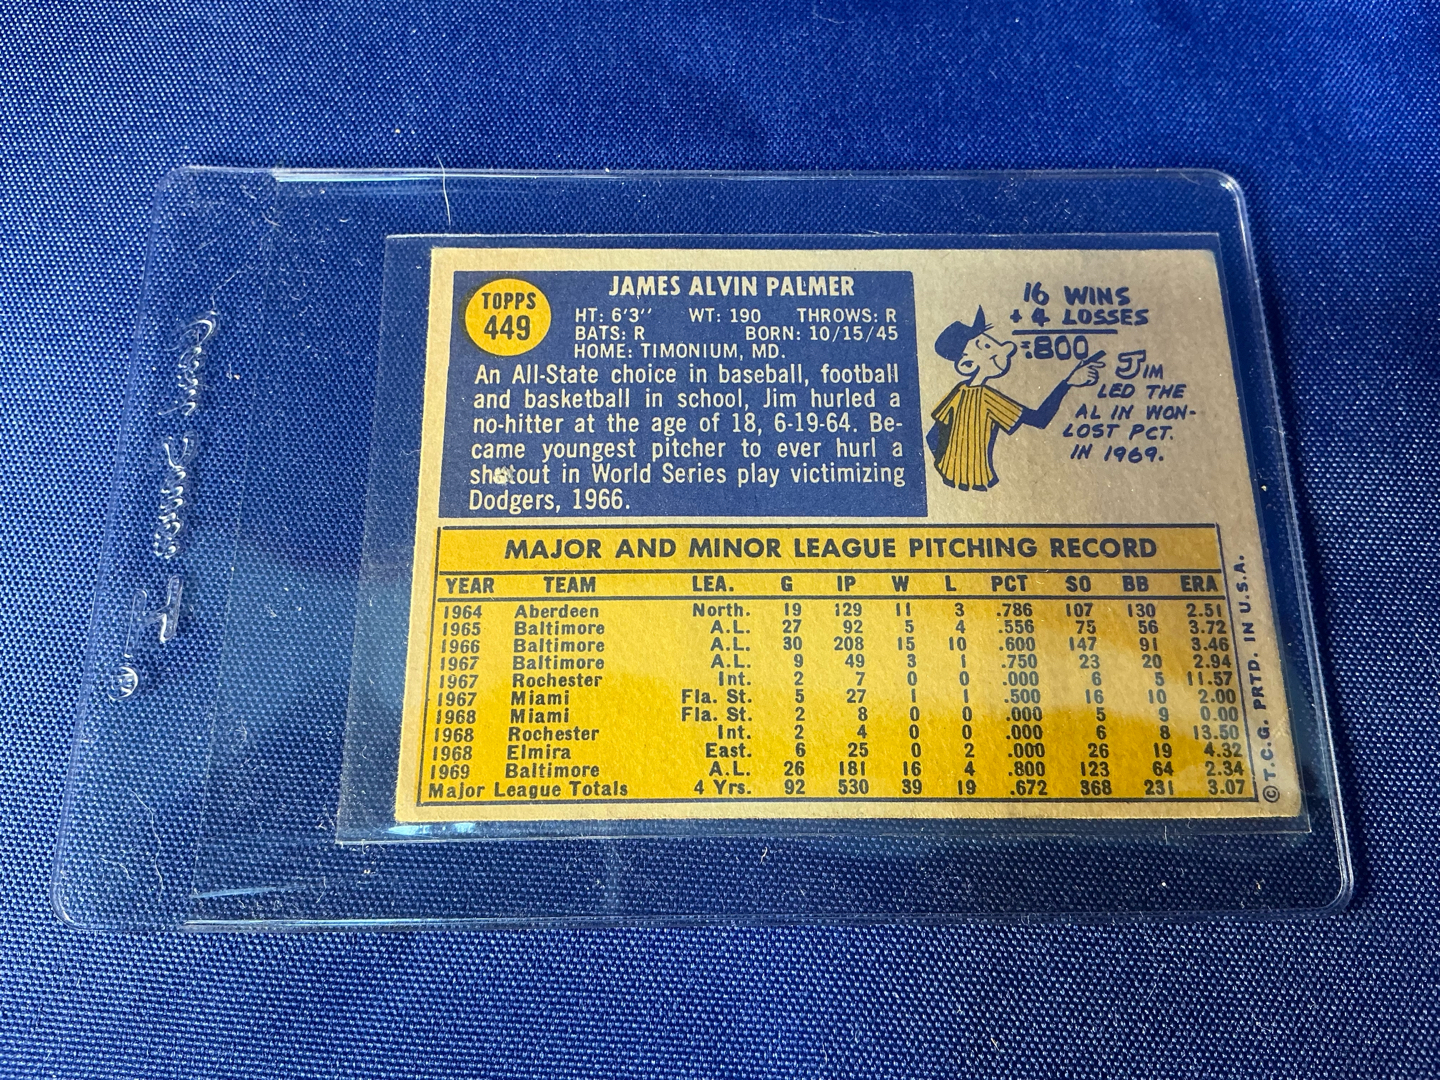 TOPPS
449
JAMES ALVIN PALMER
HT: 6'3'' WT: 190 THROWS: R
BATS: R BORN: 10/15/45
HOME: TIMONIUM, MD.
An All-State choice in baseball, football
and basketball in school, Jim hurled a
no-hitter at the age of 18, 6-19-64. Be-
came youngest pitcher to ever hurl a
shutout in World Series play victimizing
Dodgers, 1966.
16 WINS
+ 4 LOSSES
=.800
JIM
LED THE
AL IN WON-
LOST PCT.
IN 1969.
MAJOR AND MINOR LEAGUE PITCHING RECORD
YEAR TEAM LEA. G IP W L PCT SO BB ERA
1964 Aberdeen North. 19 129 11 3 .786 107 130 2.51
1965 Baltimore A.L. 27 92 5 4 .556 75 56 3.72
1966 Baltimore A.L. 30 208 15 10 .600 147 91 3.46
1967 Baltimore A.L. 9 49 3 1 .750 23 20 2.94
1967 Rochester Int. 2 7 0 0 .000 6 5 11.57
1967 Miami Fla. St. 5 27 1 1 .500 16 10 2.00
1968 Miami Fla. St. 2 8 0 0 .000 5 9 0.00
1968 Rochester Int. 2 4 0 0 .000 6 8 13.50
1968 Elmira East. 6 25 0 2 .000 26 19 4.32
1969 Baltimore A.L. 26 181 16 4 .800 123 64 2.34
Major League Totals 4 Yrs. 92 530 39 19 .672 368 231 3.07
© T.C.G. PRTD. IN U.S.A.